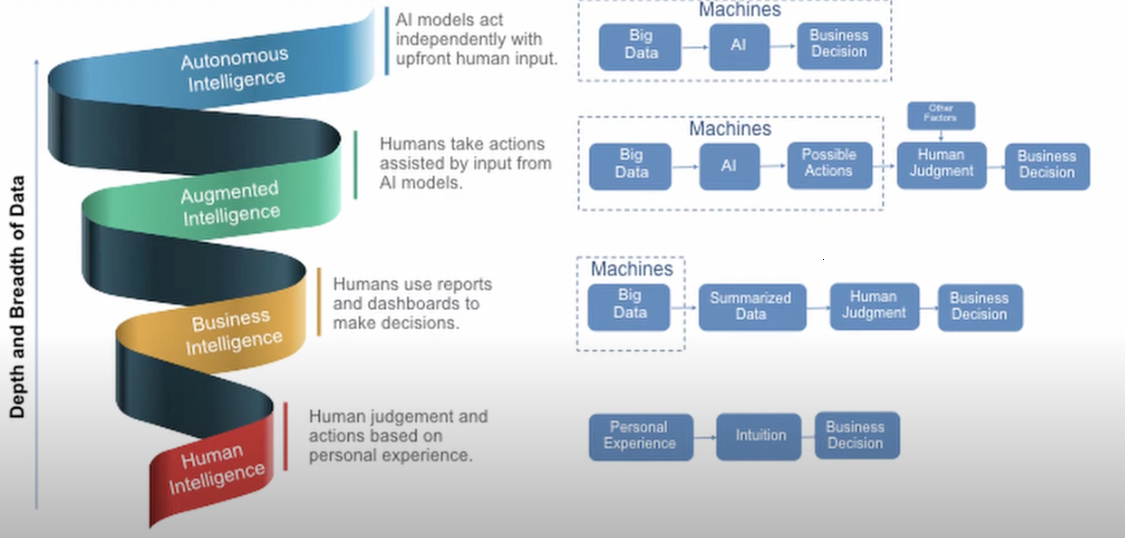 Depth and Breadth of Data
Autonomous
Intelligence
AI models act
independently with
upfront human input.
Machines
Big
Data
AI
Business
Decision
Augmented
Intelligence
Humans take actions
assisted by input from
AI models.
Machines
Big
Data
AI
Possible
Actions
Other
Factors
Human
Judgment
Business
Decision
Business
Intelligence
Humans use reports
and dashboards to
make decisions.
Machines
Big
Data
Summarized
Data
Human
Judgment
Business
Decision
Human
Intelligence
Human judgement and
actions based on
personal experience.
Personal
Experience
Intuition
Business
Decision